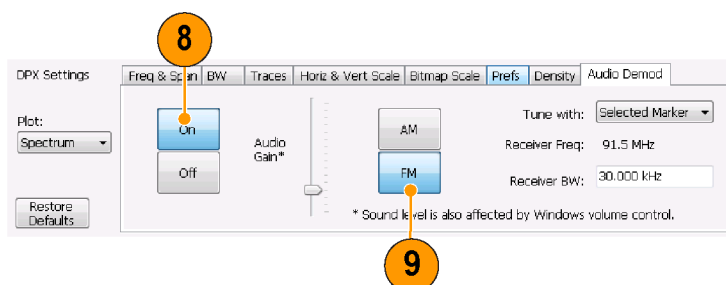 8
DPX Settings
Freq & Span BW Traces Horiz & Vert Scale Bitmap Scale Prefs Density Audio Demod
Plot:
Spectrum
On
Off
Audio
Gain*
AM
FM
Tune with: Selected Marker
Receiver Freq: 91.5 MHz
Receiver BW: 30.000 kHz
Restore
Defaults
* Sound level is also affected by Windows volume control.
9